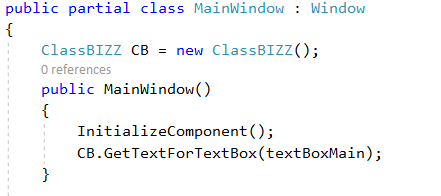 public partial class MainWindow : Window
{
ClassBIZZ CB = new ClassBIZZ();
0 references
public MainWindow()
{
InitializeComponent();
CB.GetTextForTextBox(textBoxMain);
}